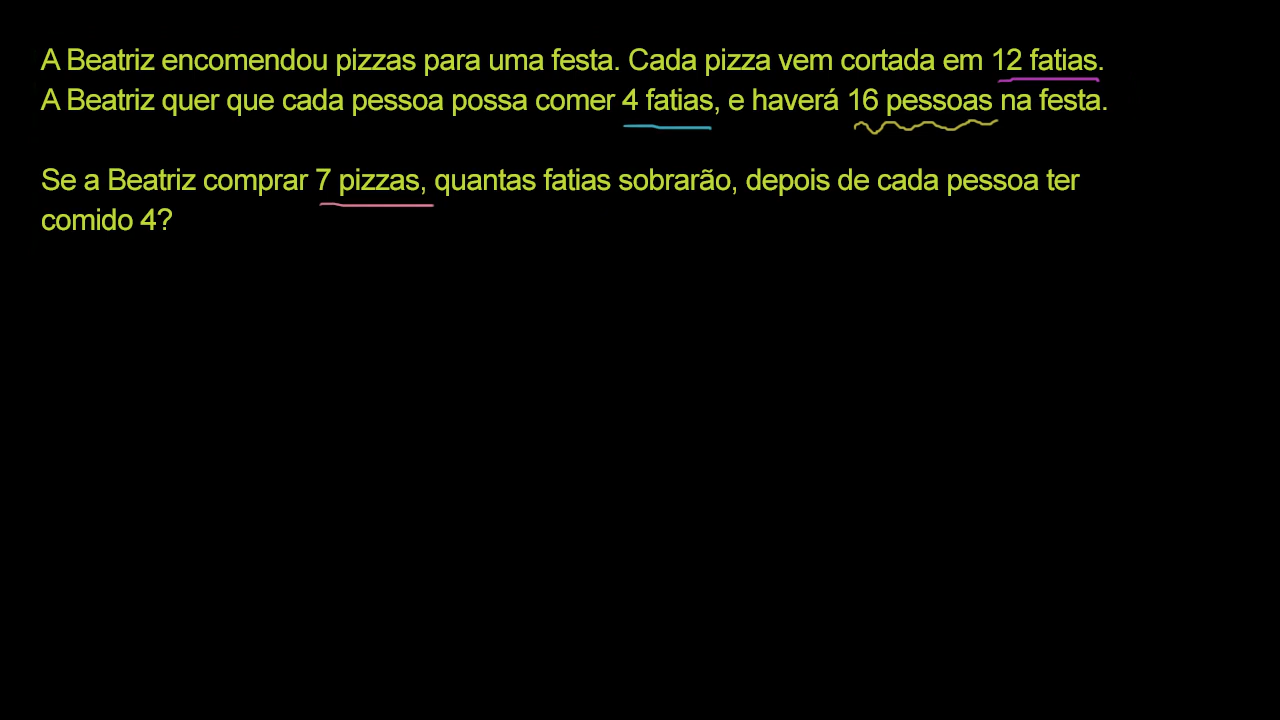 A Beatriz encomendou pizzas para uma festa. Cada pizza vem cortada em 12 fatias.
A Beatriz quer que cada pessoa possa comer 4 fatias, e haverá 16 pessoas na festa.
Se a Beatriz comprar 7 pizzas, quantas fatias sobrarão, depois de cada pessoa ter
comido 4?